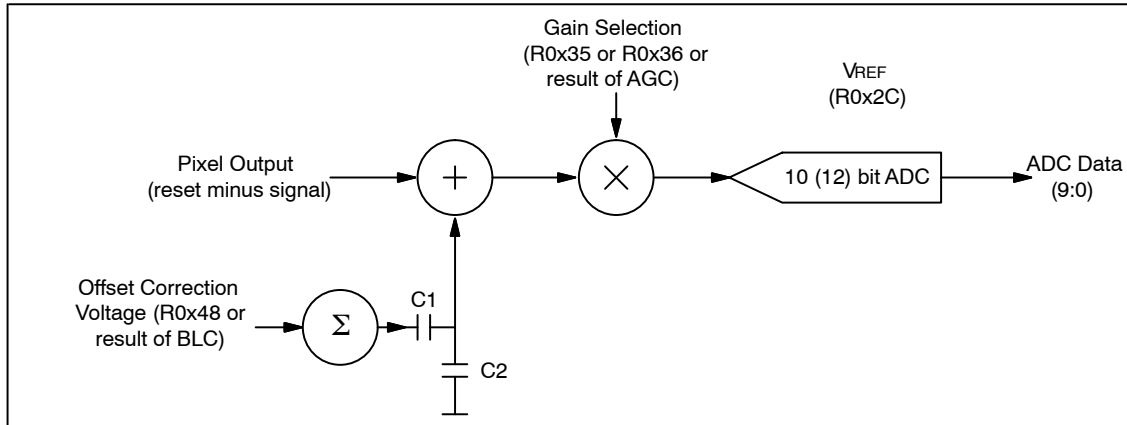 Gain Selection
(R0x35 or R0x36 or
result of AGC)
VREF
(R0x2C)
Pixel Output
(reset minus signal)
+
×
10 (12) bit ADC
ADC Data
(9:0)
Offset Correction
Voltage (R0x48 or
result of BLC)
Σ
C1
C2